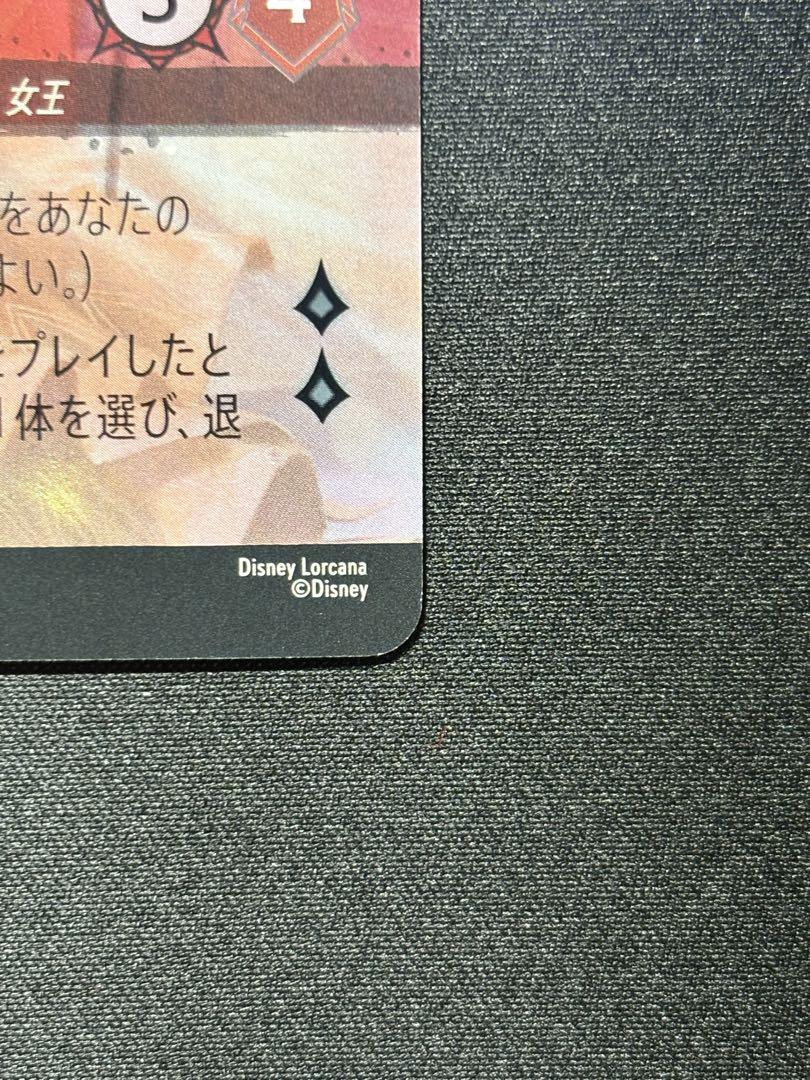 4
女王
をあなたの
よい。)
プレイしたと
体を選び、退
Disney Lorcana
©Disney